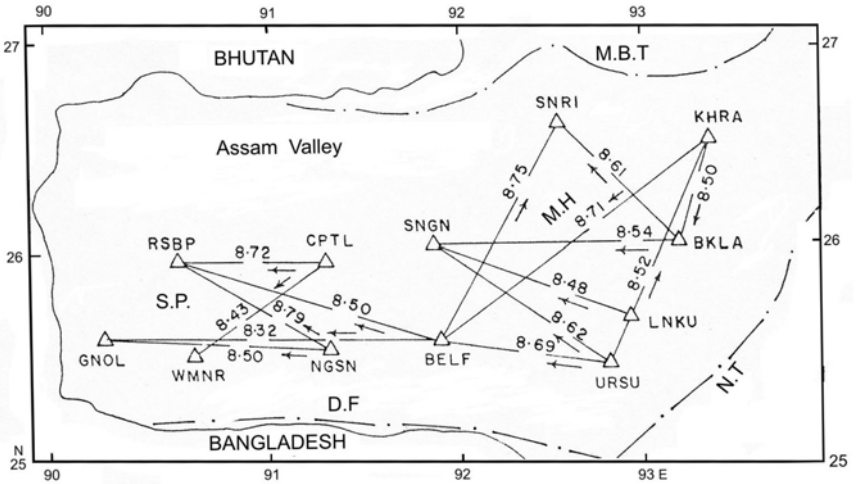 90 91 92 93
27 27
BHUTAN M.B.T
SNRI
KHRA
Assam Valley
8.75 8.61 8.50
M.H
8.71
RSBP CPTL SNGN 8.54 BKLA
8.72
26 26
S.P. 8.43 8.79 8.50 8.48 8.52
8.32 8.62 LNKU
GNOL 8.50 BELF 8.69
WMNR NGSN URSU
D.F N.T
BANGLADESH
N
25 25
90 91 92 93 E